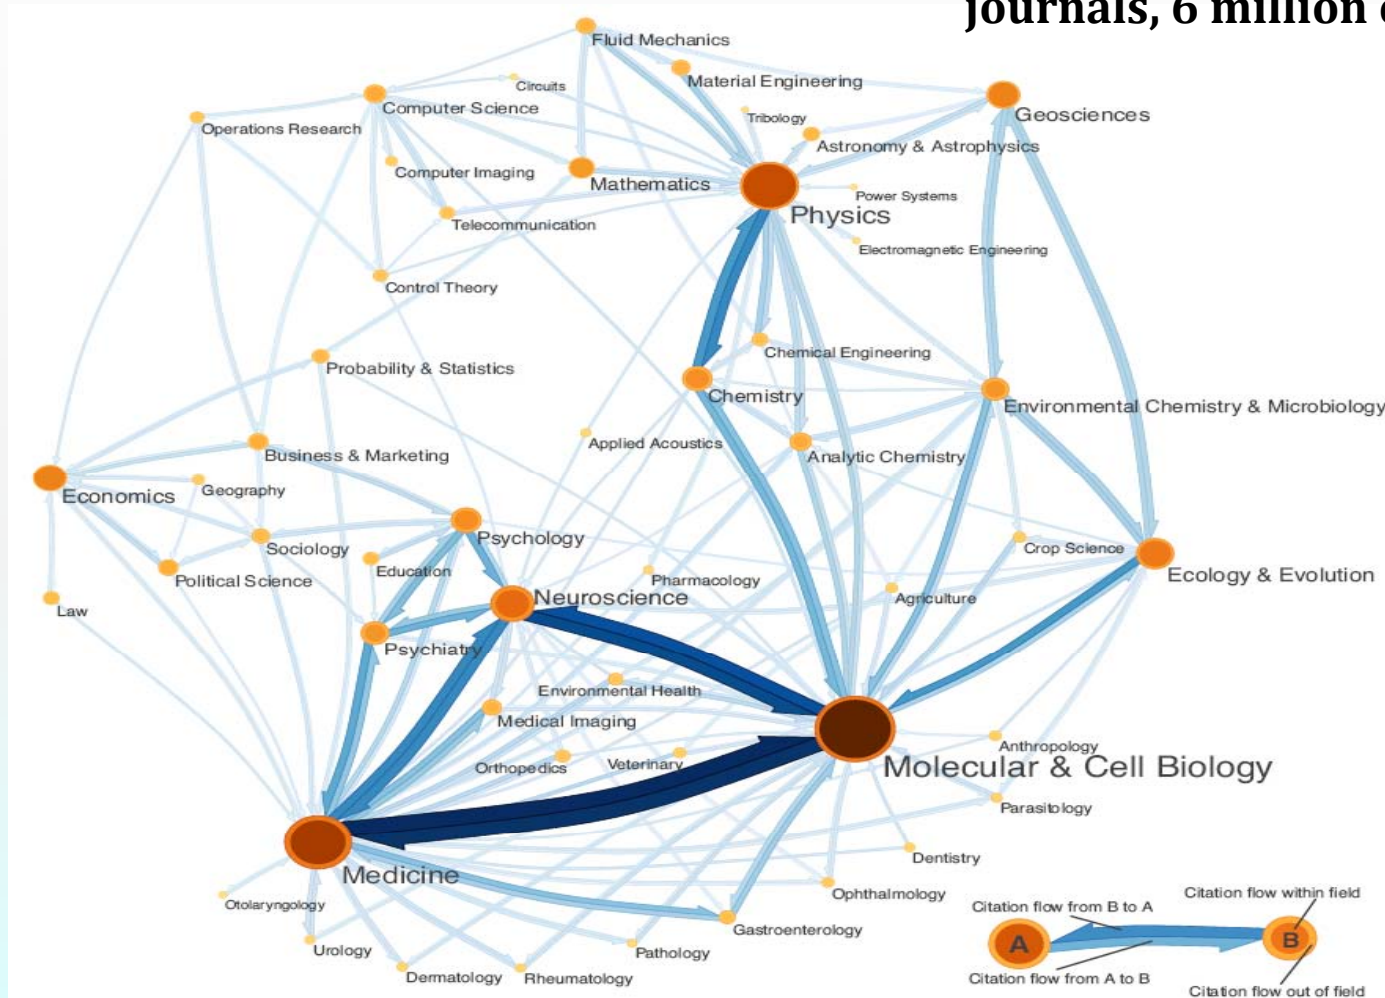 journals, 6 million
Fluid Mechanics
Material Engineering
Circuits
Computer Science
Geosciences
Tribology
Operations Research
Astronomy & Astrophysics
Computer Imaging
Mathematics
Power Systems
Physics
Telecommunication
Electromagnetic Engineering
Control Theory
Chemical Engineering
Probability & Statistics
Chemistry
Environmental Chemistry & Microbiology
Applied Acoustics
Business & Marketing
Analytic Chemistry
Geography
Economics
Psychology
Sociology
Crop Science
Education
Political Science
Pharmacology
Ecology & Evolution
Neuroscience
Agriculture
Law
Psychiatry
Environmental Health
Medical Imaging
Anthropology
Orthopedics
Veterinary
Molecular & Cell Biology
Parasitology
Dentistry
Medicine
Ophthalmology
Otolaryngology
Gastroenterology
Urology
Pathology
Dermatology
Rheumatology
Citation flow within field
Citation flow from B to A
A
B
Citation flow from A to B
Citation flow out of field